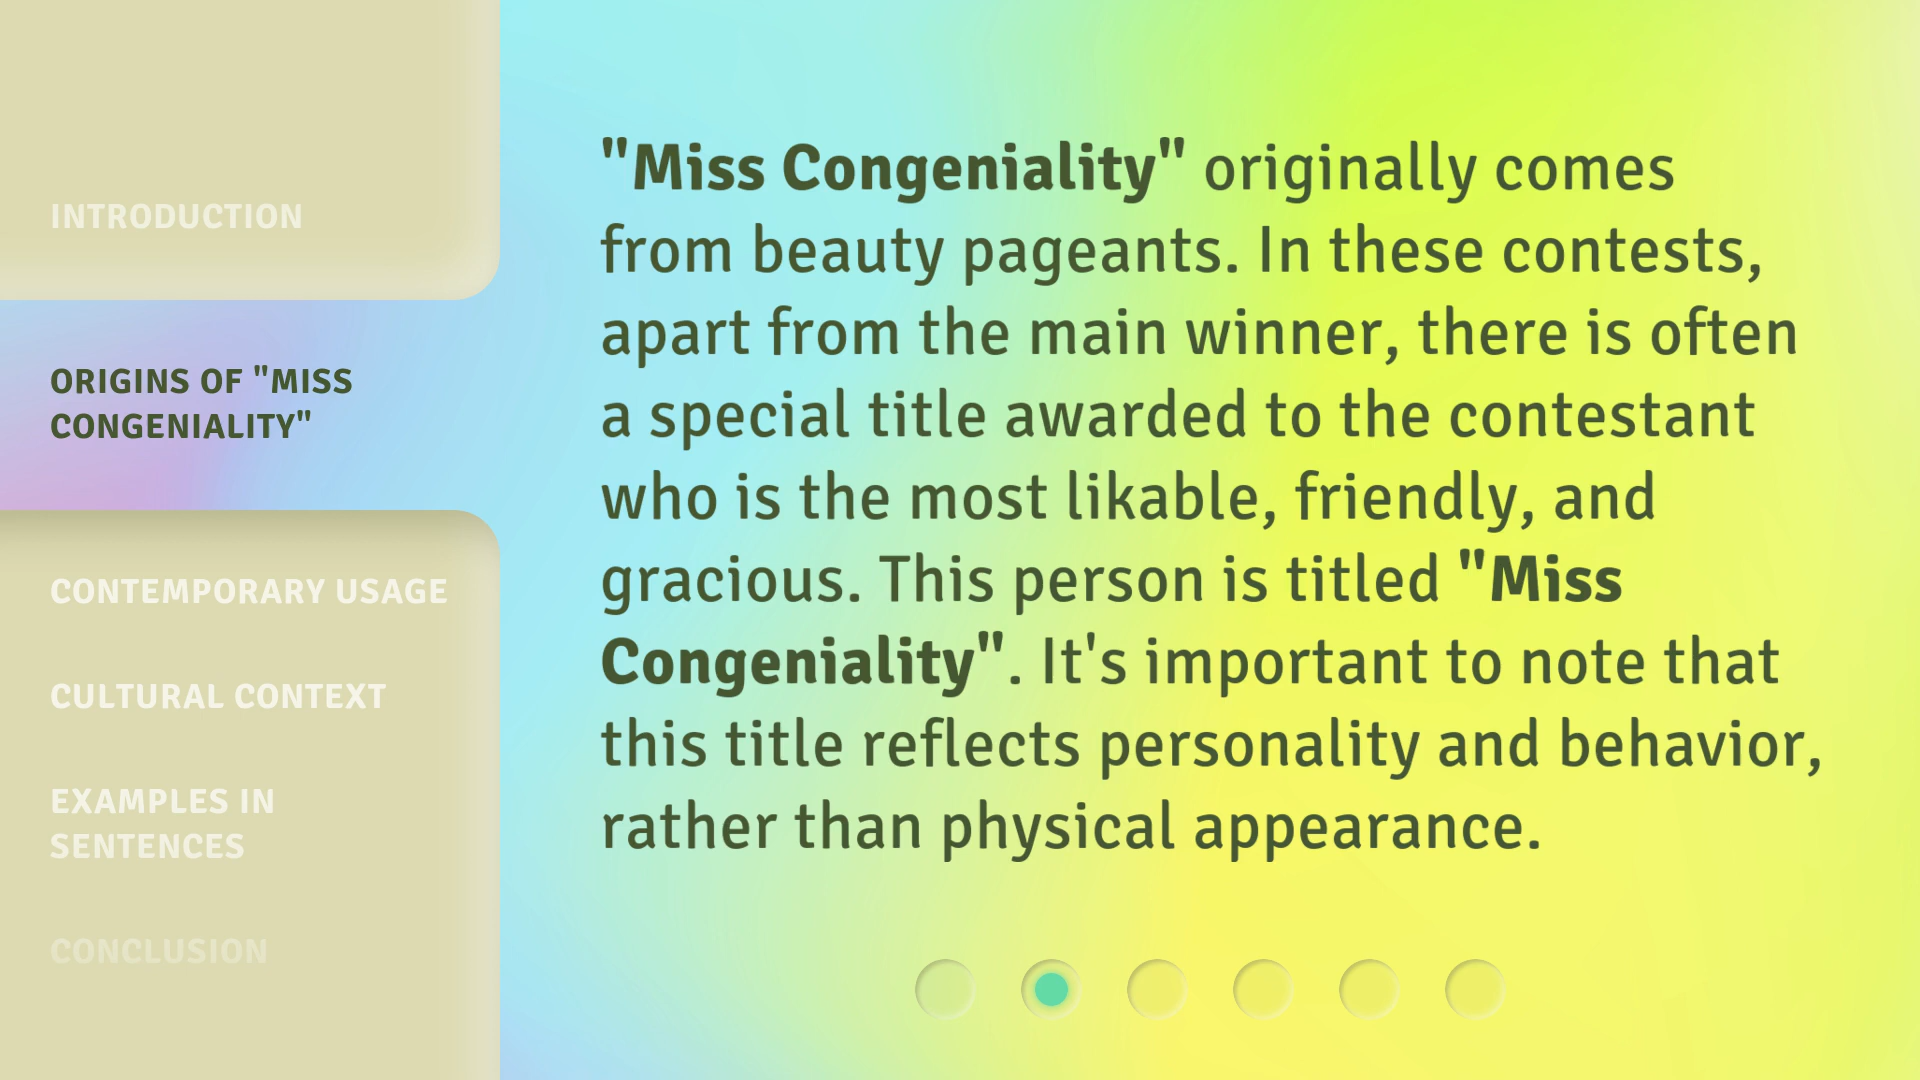 INTRODUCTION
ORIGINS OF "MISS
CONGENIALITY"
CONTEMPORARY USAGE
CULTURAL CONTEXT
EXAMPLES IN
SENTENCES
CONCLUSION
"Miss Congeniality" originally comes
from beauty pageants. In these contests,
apart from the main winner, there is often
a special title awarded to the contestant
who is the most likable, friendly, and
gracious. This person is titled "Miss
Congeniality". It's important to note that
this title reflects personality and behavior,
rather than physical appearance.